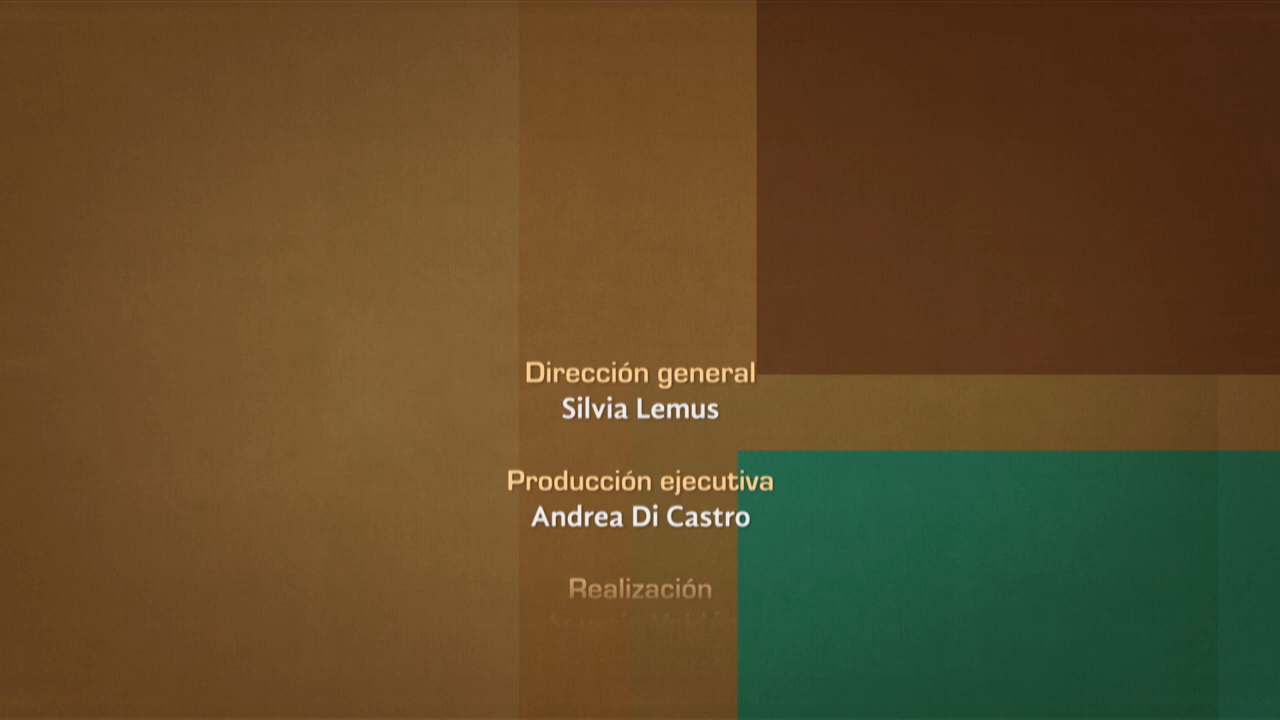 Dirección general
Silvia Lemus
Producción ejecutiva
Andrea Di Castro
Realización